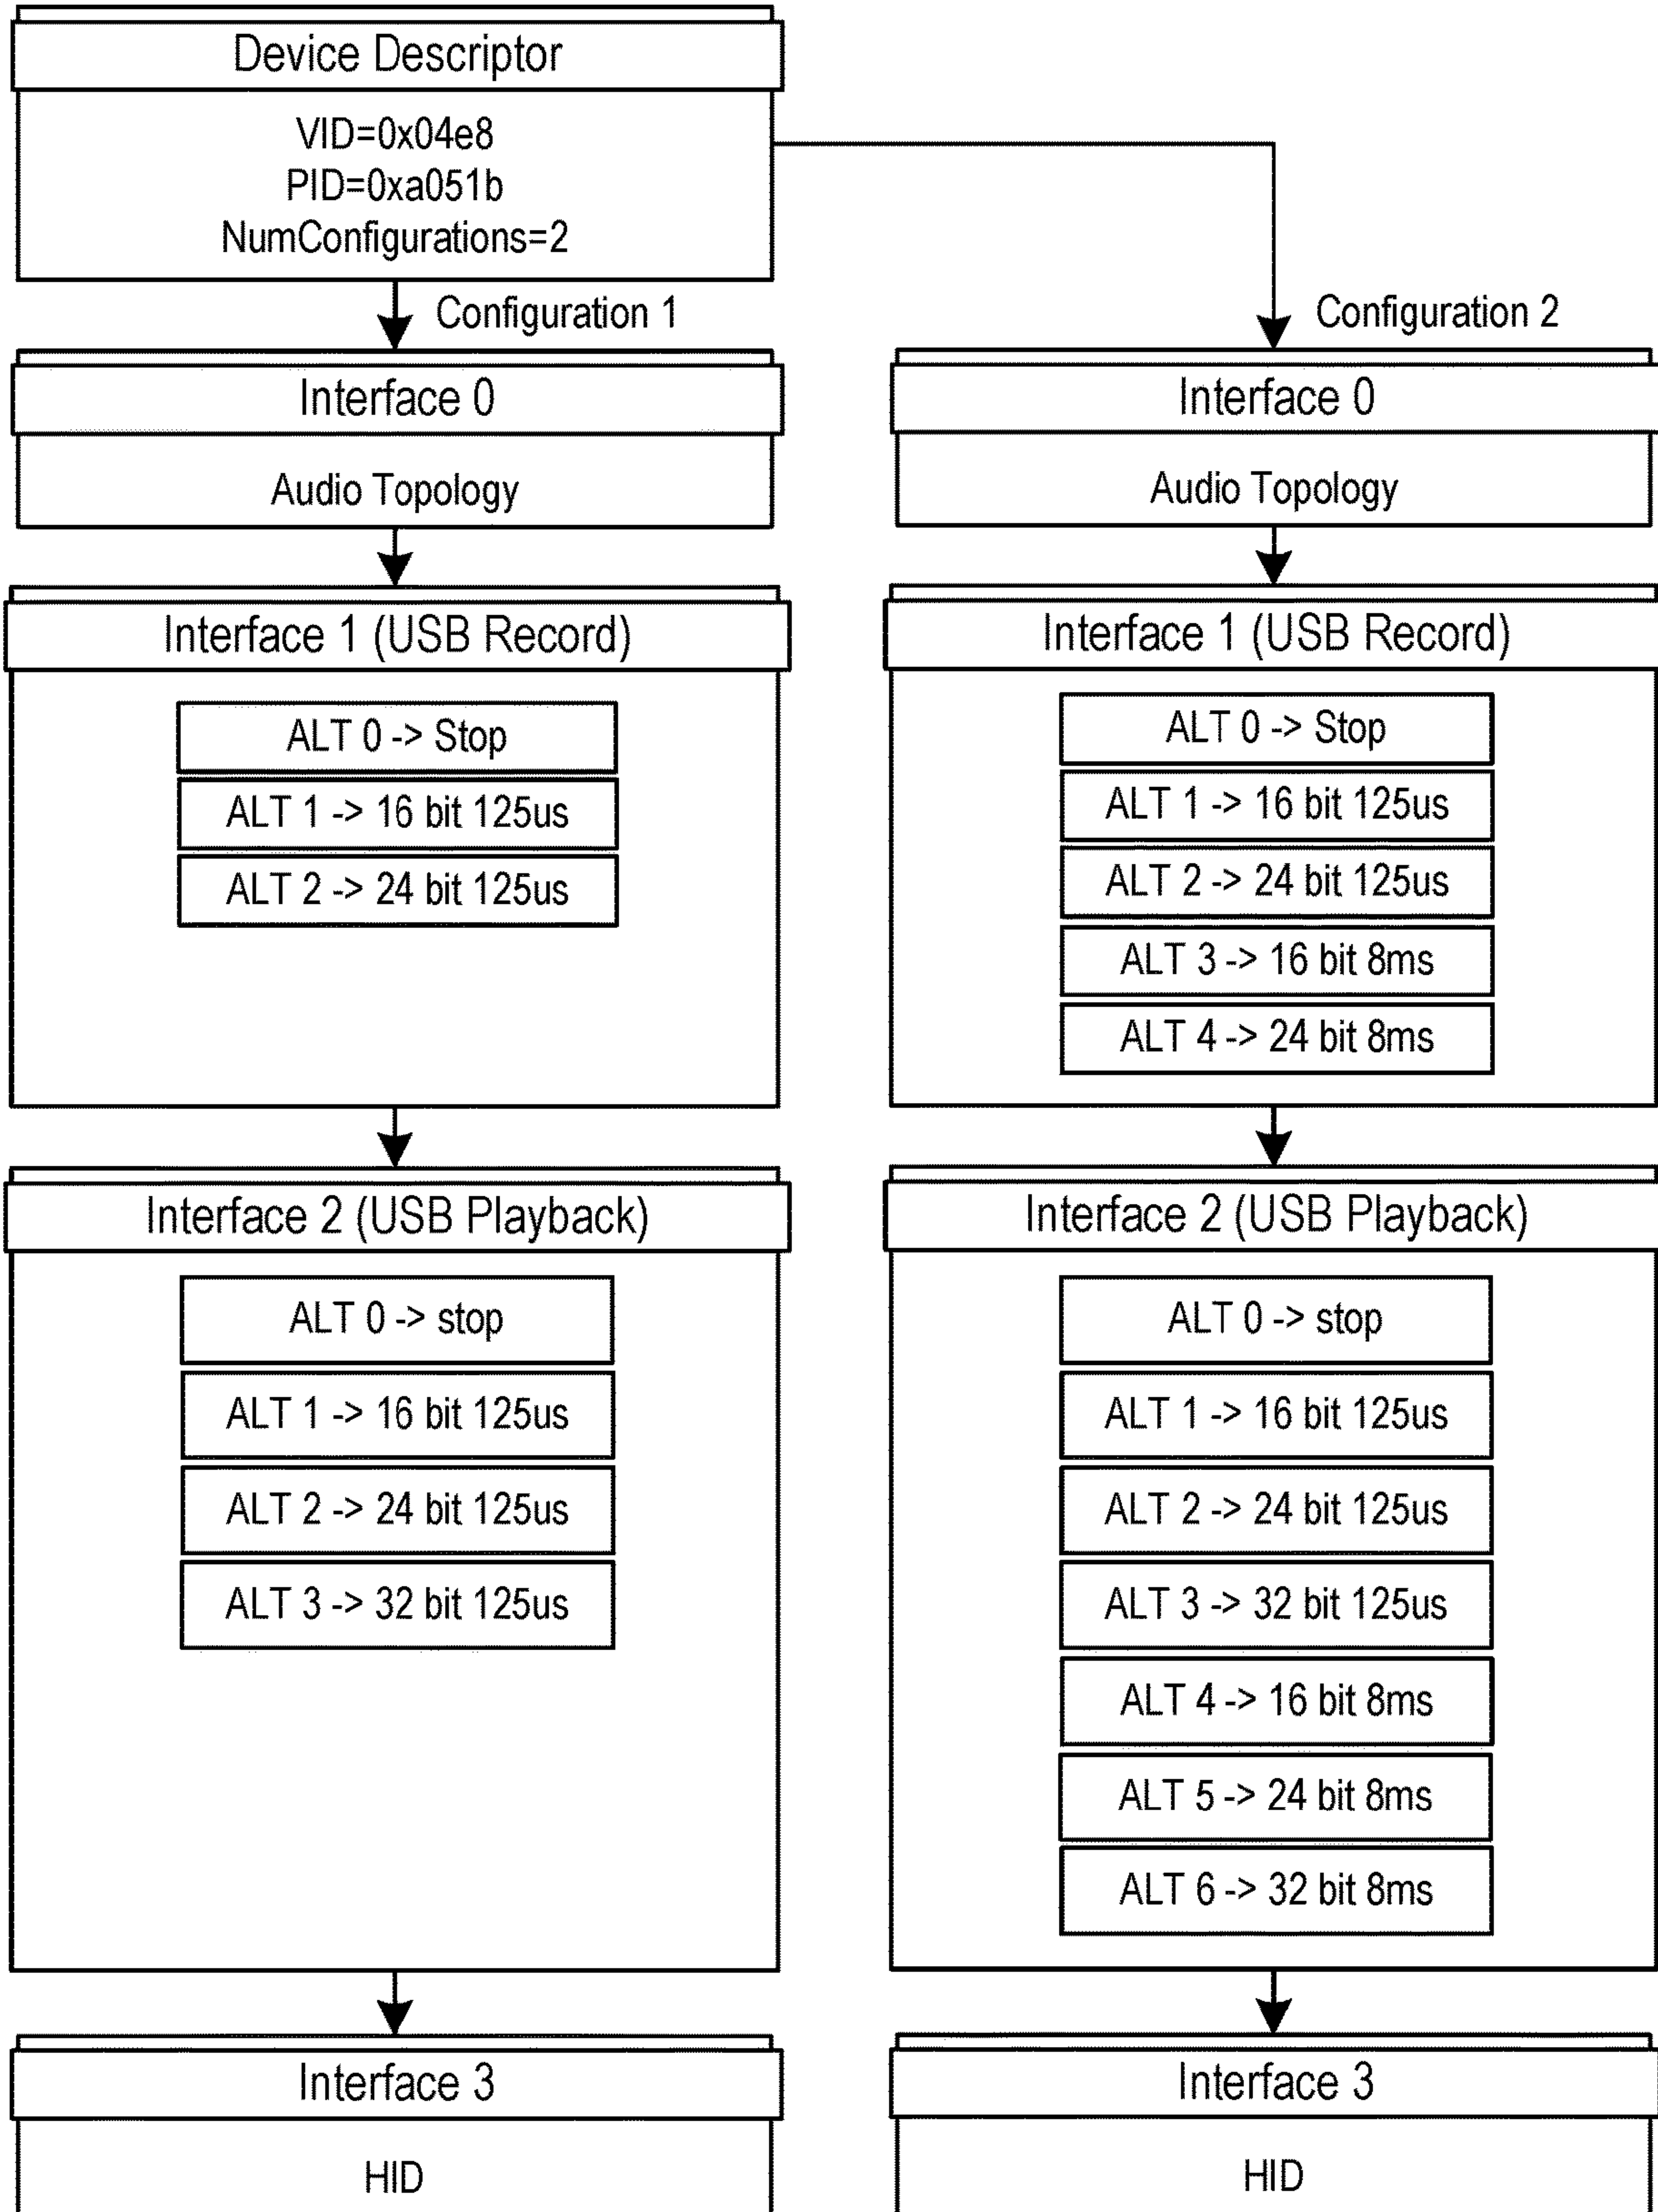 Device Descriptor
VID=0x04e8
PID=0xa051b
NumConfigurations=2
Configuration 1
Interface 0
Audio Topology
Interface 1 (USB Record)
ALT 0 -> Stop
ALT 1 -> 16 bit 125us
ALT 2 -> 24 bit 125us
Interface 2 (USB Playback)
ALT 0 -> stop
ALT 1 -> 16 bit 125us
ALT 2 -> 24 bit 125us
ALT 3 -> 32 bit 125us
Interface 3
HID
Configuration 2
Interface 0
Audio Topology
Interface 1 (USB Record)
ALT 0 -> Stop
ALT 1 -> 16 bit 125us
ALT 2 -> 24 bit 125us
ALT 3 -> 16 bit 8ms
ALT 4 -> 24 bit 8ms
Interface 2 (USB Playback)
ALT 0 -> stop
ALT 1 -> 16 bit 125us
ALT 2 -> 24 bit 125us
ALT 3 -> 32 bit 125us
ALT 4 -> 16 bit 8ms
ALT 5 -> 24 bit 8ms
ALT 6 -> 32 bit 8ms
Interface 3
HID